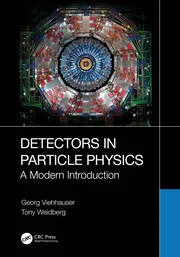 DETECTORS IN
PARTICLE PHYSICS
A Modern Introduction
Georg Viehhauser
Tony Weidberg
CRC Press